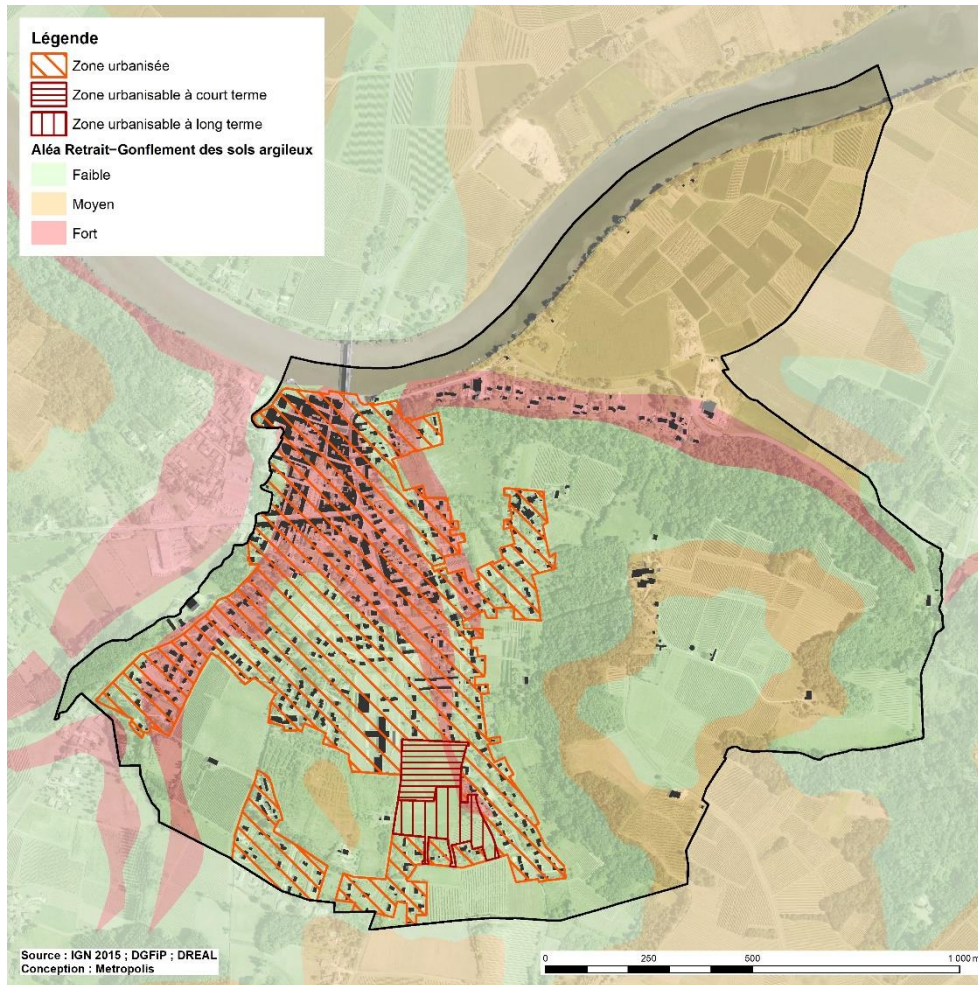 Légende
Zone urbanisée
Zone urbanisable à court terme
Zone urbanisable à long terme
Aléa Retrait-Gonflement des sols argileux
Faible
Moyen
Fort
Source : IGN 2015 ; DGFiP ; DREAL
Conception : Metropolis
0 250 500 1 000 m